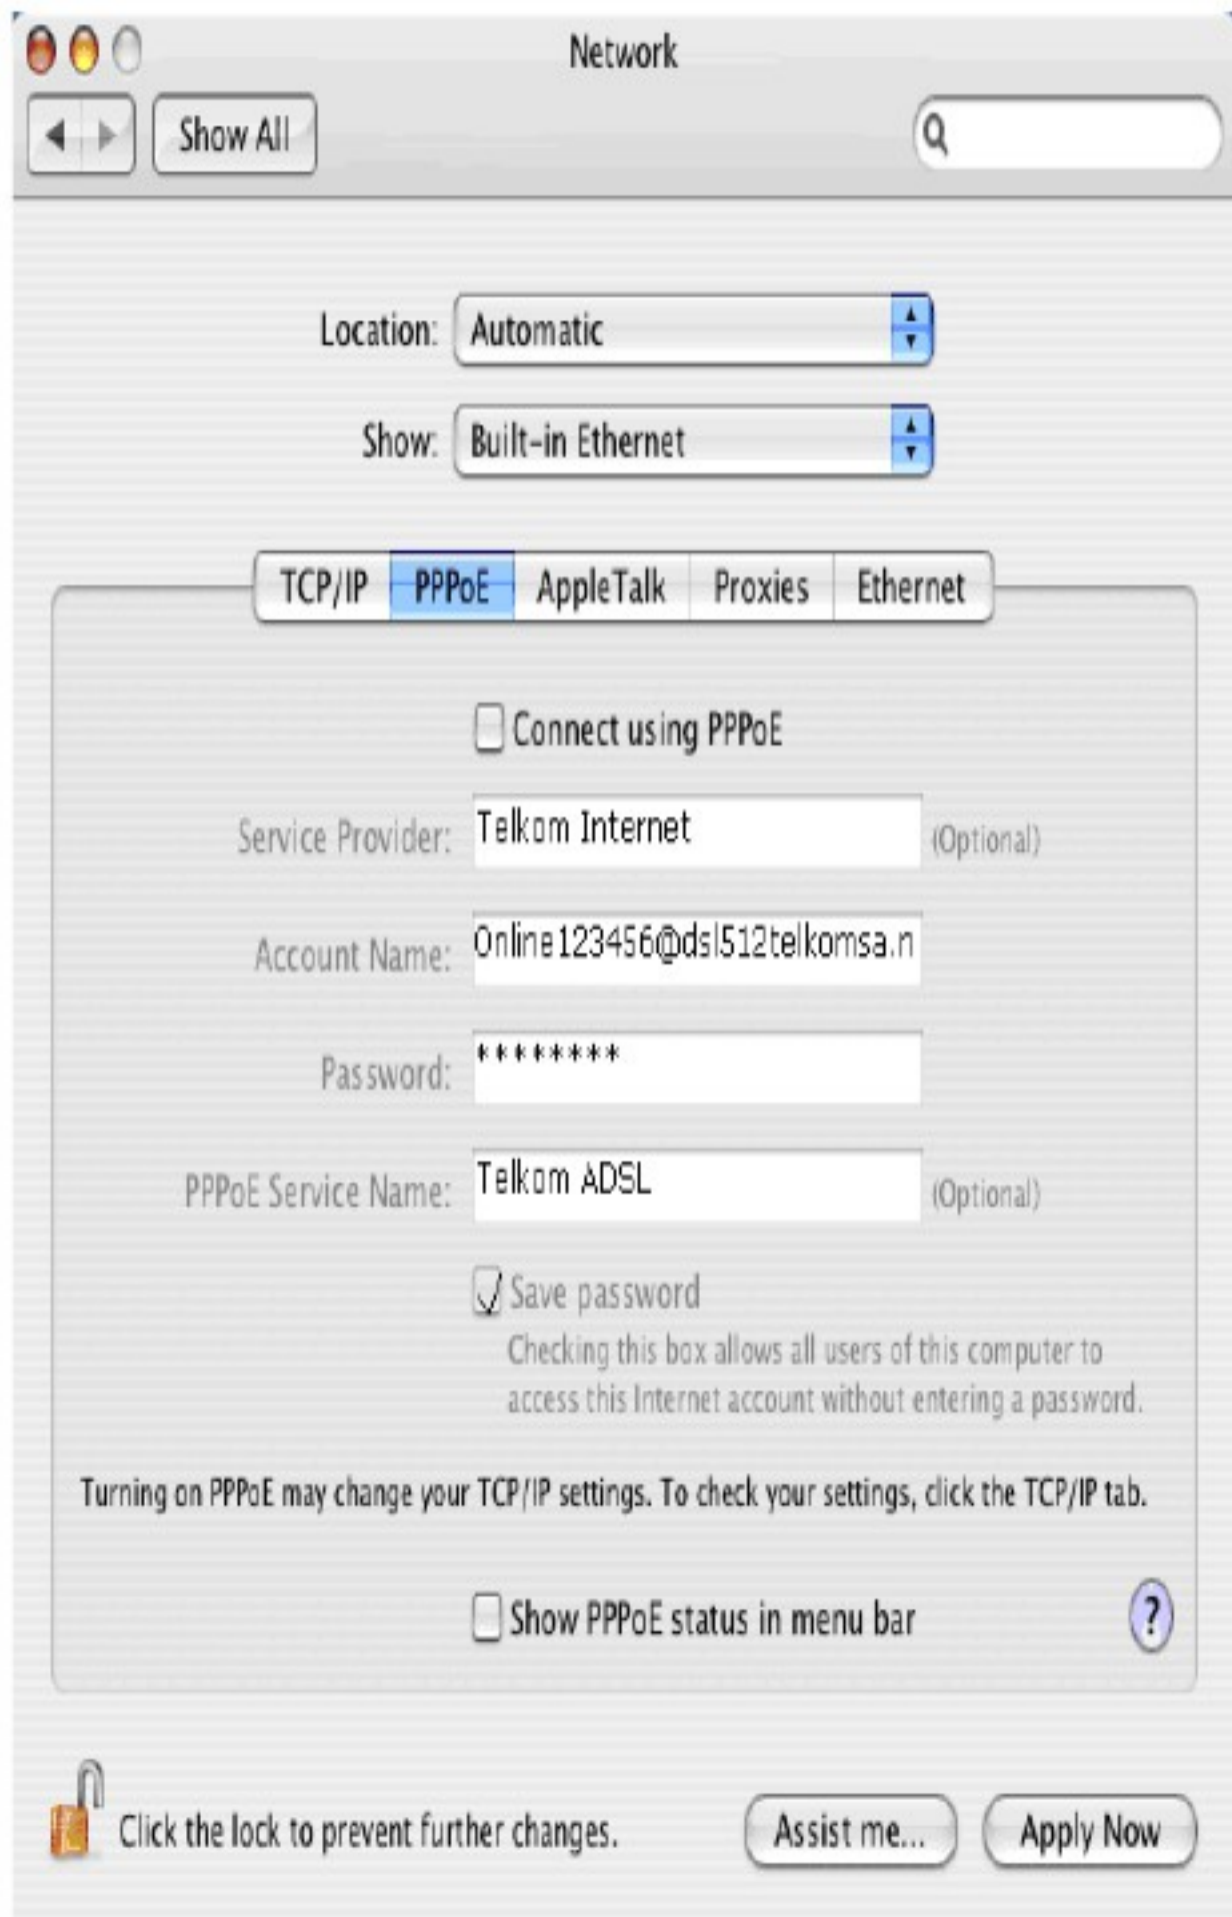 Network
Show All
Location: Automatic
Show: Built-in Ethernet
TCP/IP PPPoE AppleTalk Proxies Ethernet
Connect using PPPoE
Service Provider: Telkom Internet (Optional)
Account Name: Online123456@dsl512telkomsa.n
Password: ********
PPPoE Service Name: Telkom ADSL (Optional)
Save password
Checking this box allows all users of this computer to
access this Internet account without entering a password.
Turning on PPPoE may change your TCP/IP settings. To check your settings, click the TCP/IP tab.
Show PPPoE status in menu bar ?
Click the lock to prevent further changes. Assist me... Apply Now